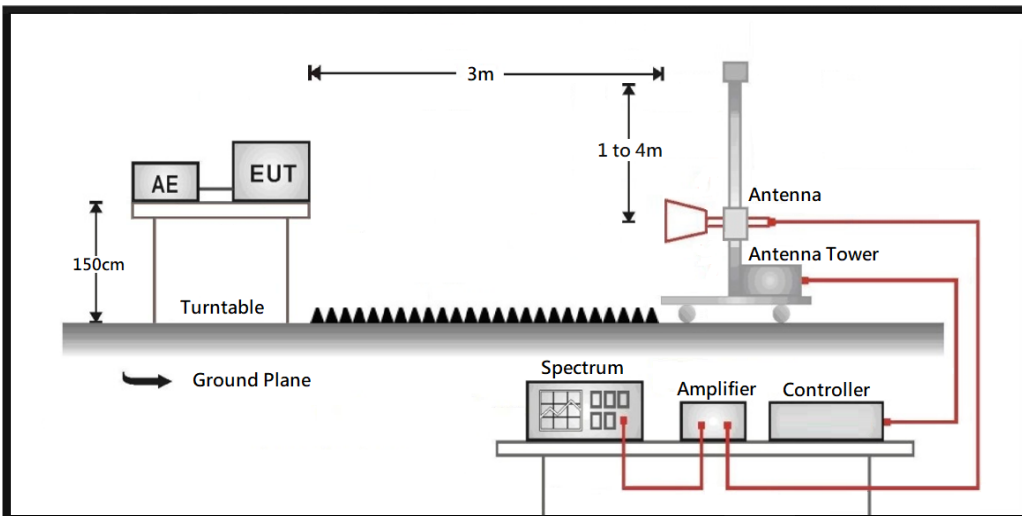 3m
1 to 4m
AE
EUT
Antenna
150cm
Antenna Tower
Turntable
Ground Plane
Spectrum
Amplifier
Controller